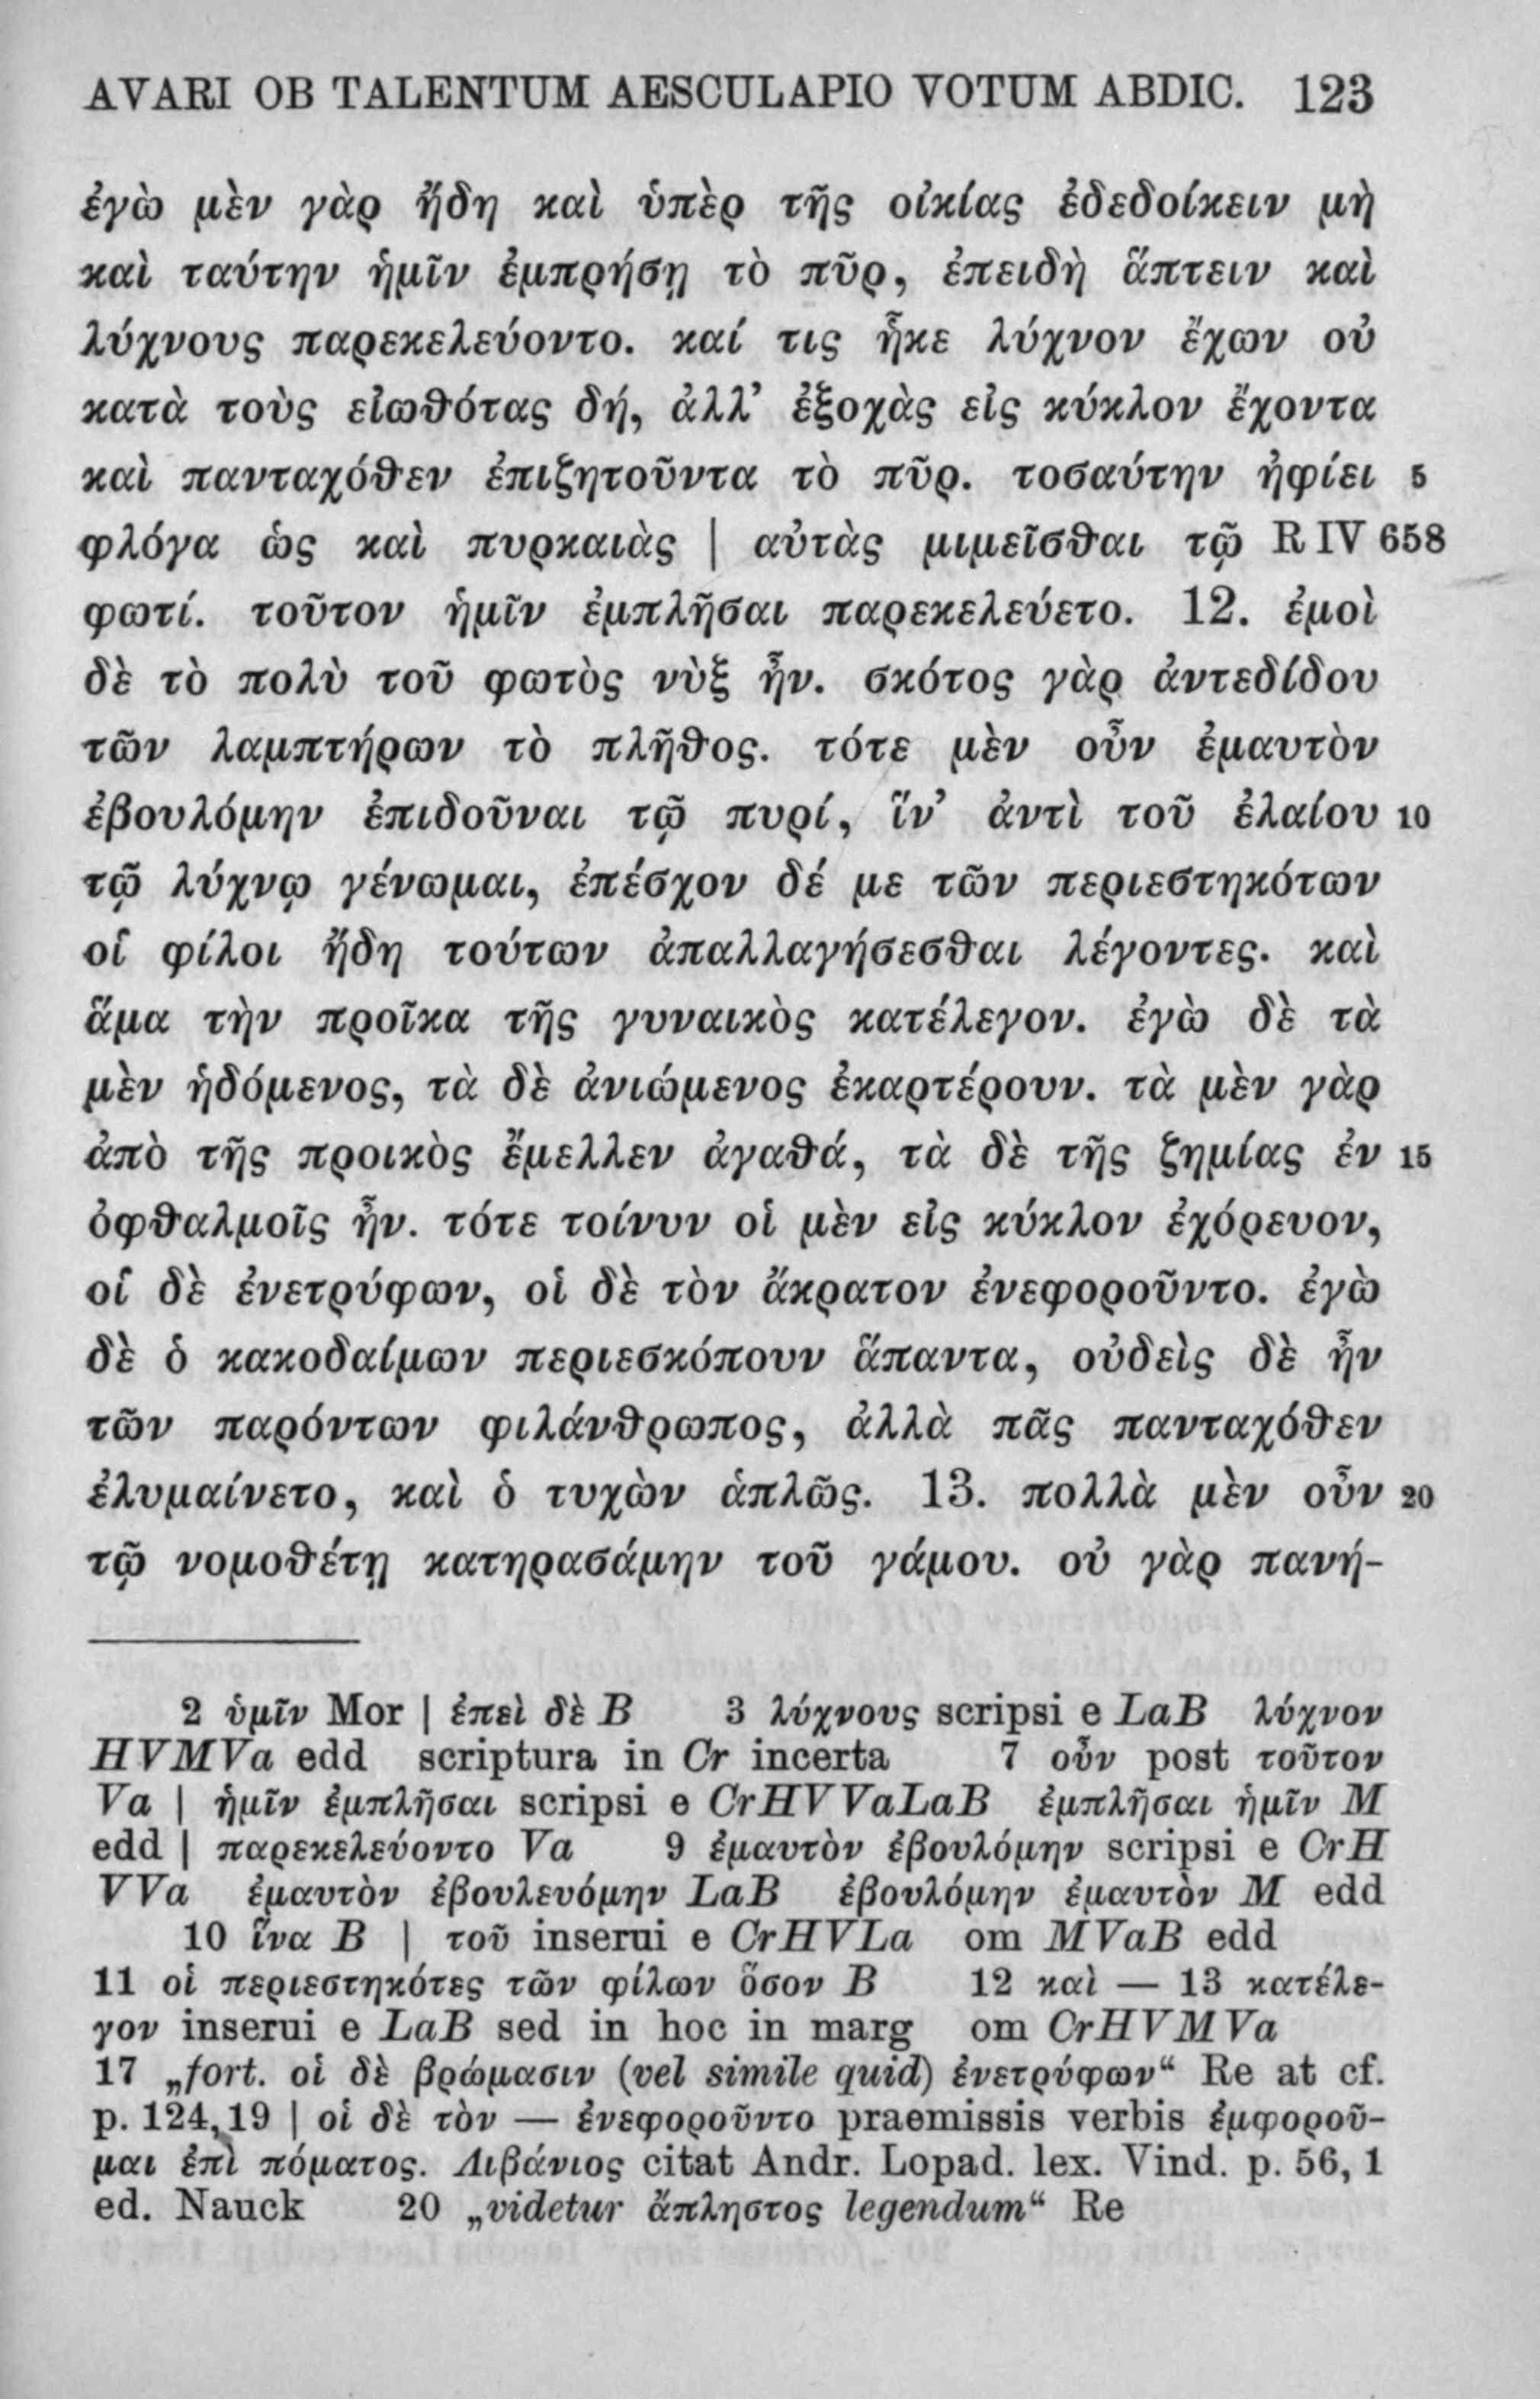 AVARI OB TALENTUM AESCULAPIO VOTUM ABDIC. 123
ἐγὼ μὲν γὰρ ἤδη καὶ ὑπὲρ τῆς οἰκίας ἐδεδοίκειν μὴ
καὶ ταύτην ἡμῖν ἐμπρήσῃ τὸ πῦρ, ἐπειδὴ ἅπτειν καὶ
λύχνους παρεκελεύοντο. καί τις ἧκε λύχνον ἔχων οὐ
κατὰ τοὺς εἰωθότας δή, ἀλλ’ ἐξοχὰς εἰς κύκλον ἔχοντα
καὶ πανταχόθεν ἐπιζητοῦντα τὸ πῦρ. τοσαύτην ἠφίει 5
φλόγα ὡς καὶ πυρκαιὰς | αὐτὰς μιμεῖσθαι τῷ R IV 658
φωτί. τοῦτον ἡμῖν ἐμπλῆσαι παρεκελεύετο. 12. ἐμοὶ
δὲ τὸ πολὺ τοῦ φωτὸς νὺξ ἦν. σκότος γὰρ ἀντεδίδου
τῶν λαμπτήρων τὸ πλῆθος. τότε μὲν οὖν ἐμαυτὸν
ἐβουλόμην ἐπιδοῦναι τῷ πυρί, ἵν’ ἀντὶ τοῦ ἐλαίου 10
τῷ λύχνῳ γένωμαι, ἐπέσχον δέ με τῶν περιεστηκότων
οἱ φίλοι ἤδη τούτων ἀπαλλαγήσεσθαι λέγοντες. καὶ
ἅμα τὴν προῖκα τῆς γυναικὸς κατέλεγον. ἐγὼ δὲ τὰ
μὲν ἡδόμενος, τὰ δὲ ἀνιώμενος ἐκαρτέρουν. τὰ μὲν γὰρ
ἀπὸ τῆς προικὸς ἔμελλεν ἀγαθά, τὰ δὲ τῆς ζημίας ἐν 15
ὀφθαλμοῖς ἦν. τότε τοίνυν οἱ μὲν εἰς κύκλον ἐχόρευον,
οἱ δὲ ἐνετρύφων, οἱ δὲ τὸν ἄκρατον ἐνεφοροῦντο. ἐγὼ
δὲ ὁ κακοδαίμων περιεσκόπουν ἅπαντα, οὐδεὶς δὲ ἦν
τῶν παρόντων φιλάνθρωπος, ἀλλὰ πᾶς πανταχόθεν
ἐλυμαίνετο, καὶ ὁ τυχὼν ἁπλῶς. 13. πολλὰ μὲν οὖν 20
τῷ νομοθέτῃ κατηρασάμην τοῦ γάμου. οὐ γὰρ πανή-
2 ὑμῖν Mor | ἐπεὶ δὲ B 3 λύχνους scripsi e LaB λύχνον
HVMVa edd scriptura in Cr incerta 7 οὖν post τοῦτον
Va | ἡμῖν ἐμπλῆσαι scripsi e CrHVVaLaB ἐμπλῆσαι ἡμῖν M
edd | παρεκελεύοντο Va 9 ἐμαυτὸν ἐβουλόμην scripsi e CrH
VVa ἐμαυτὸν ἐβουλευόμην LaB ἐβουλόμην ἐμαυτὸν M edd
10 ἵνα B | τοῦ inserui e CrHVLa om MVaB edd
11 οἱ περιεστηκότες τῶν φίλων ὅσον B 12 καὶ — 13 κατέλε-
γον inserui e LaB sed in hoc in marg om CrHVMVa
17 „fort. οἱ δὲ βρώμασιν (vel simile quid) ἐνετρύφων“ Re at cf.
p. 124,19 | οἱ δὲ τὸν — ἐνεφοροῦντο praemissis verbis ἐμφοροῦ-
μαι ἐπὶ πόματος. Λιβάνιος citat Andr. Lopad. lex. Vind. p. 56, 1
ed. Nauck 20 „videtur ἄπληστος legendum“ Re